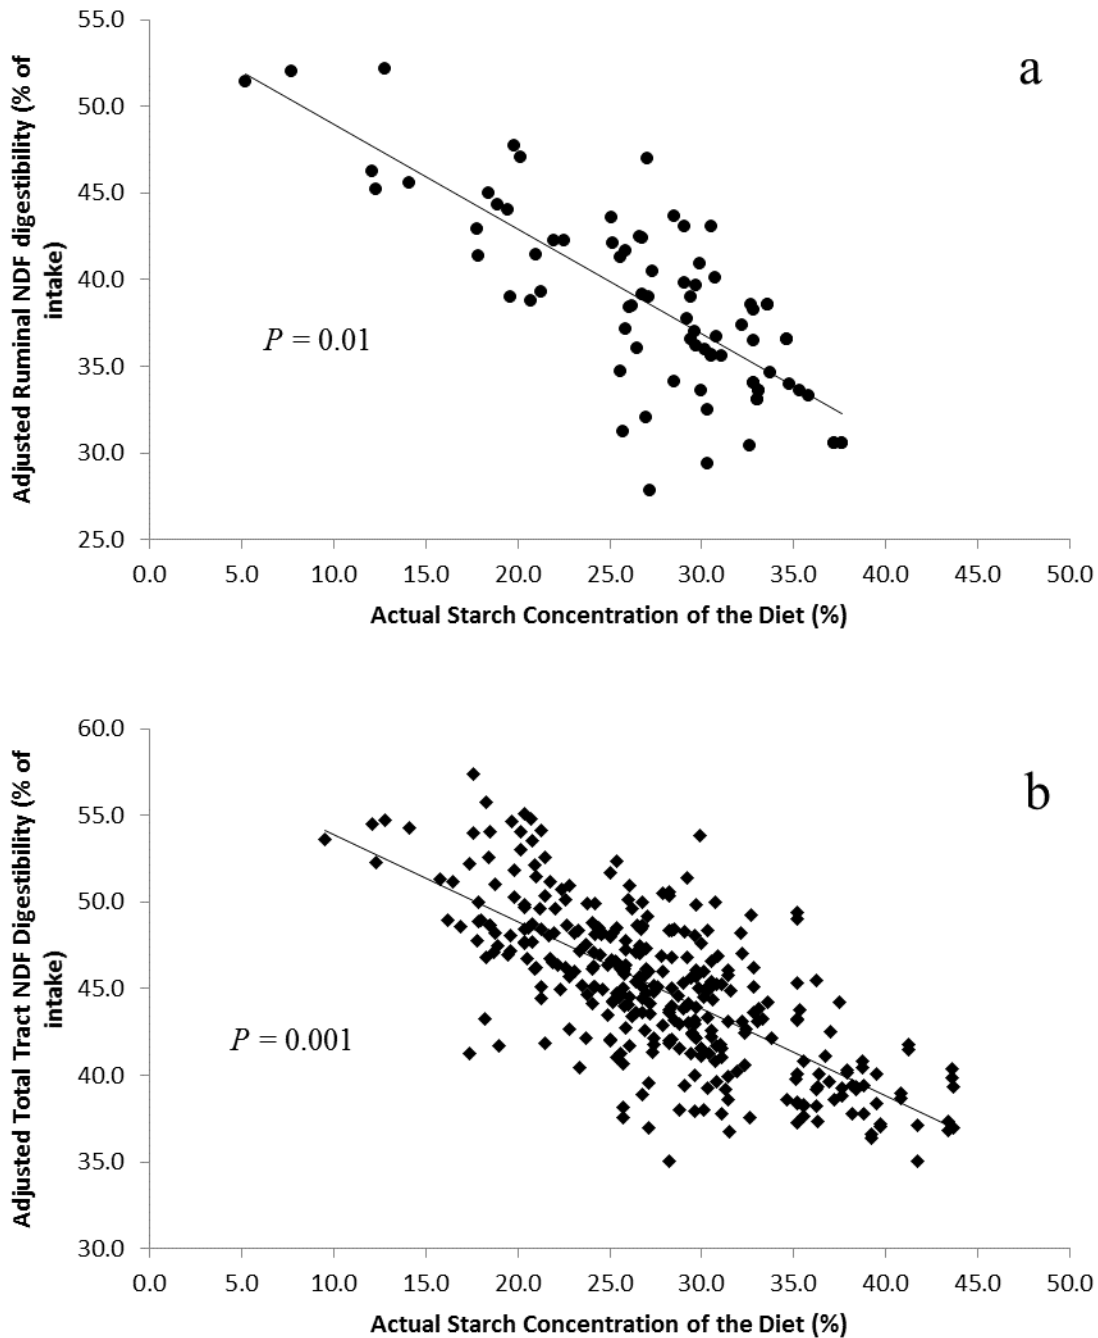 55.0
a
50.0
45.0
40.0
35.0
30.0
25.0
Adjusted Ruminal NDF digestibility (% of
intake)
P = 0.01
0.0 5.0 10.0 15.0 20.0 25.0 30.0 35.0 40.0 45.0 50.0
Actual Starch Concentration of the Diet (%)
60.0
b
55.0
50.0
45.0
40.0
35.0
30.0
Adjusted Total Tract NDF Digestibility (% of
intake)
P = 0.001
0.0 5.0 10.0 15.0 20.0 25.0 30.0 35.0 40.0 45.0 50.0
Actual Starch Concentration of the Diet (%)